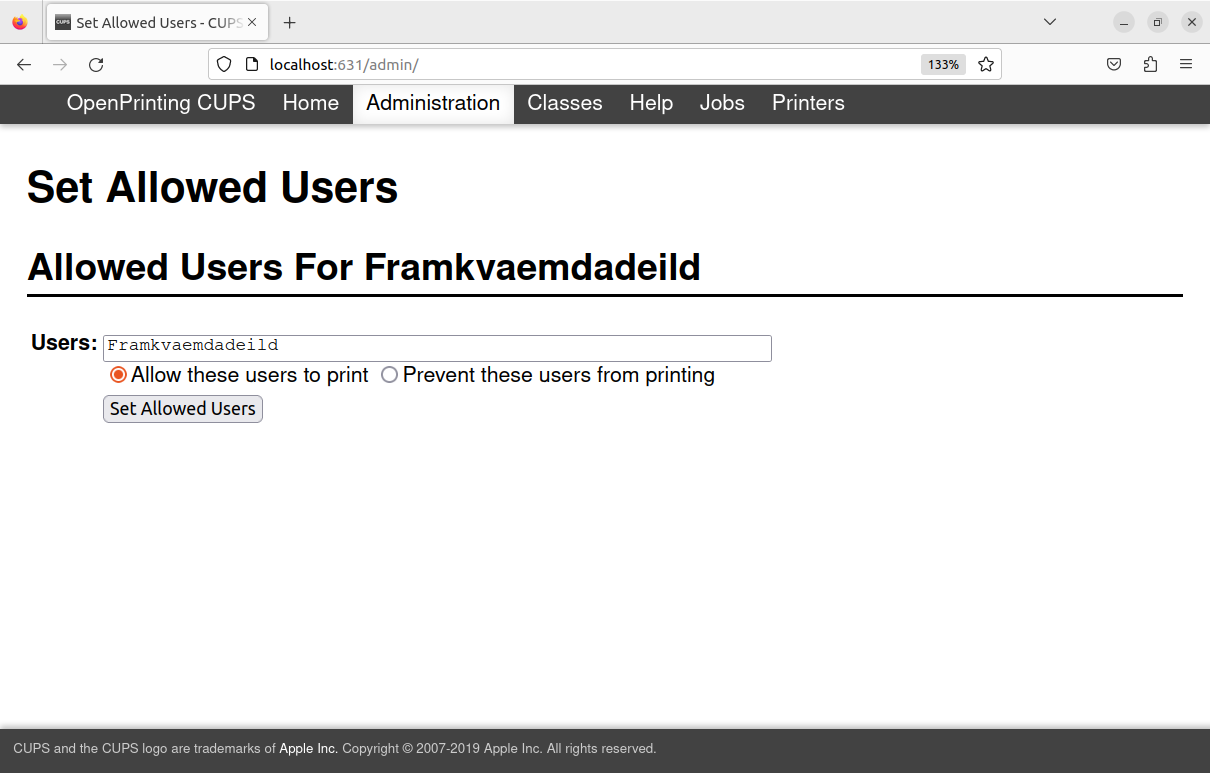 Set Allowed Users - CUPS
localhost:631/admin/
133%
OpenPrinting CUPS Home Administration Classes Help Jobs Printers
Set Allowed Users
Allowed Users For Framkvaemdadeild
Users: Framkvaemdadeild
Allow these users to print Prevent these users from printing
Set Allowed Users
CUPS and the CUPS logo are trademarks of Apple Inc. Copyright © 2007-2019 Apple Inc. All rights reserved.